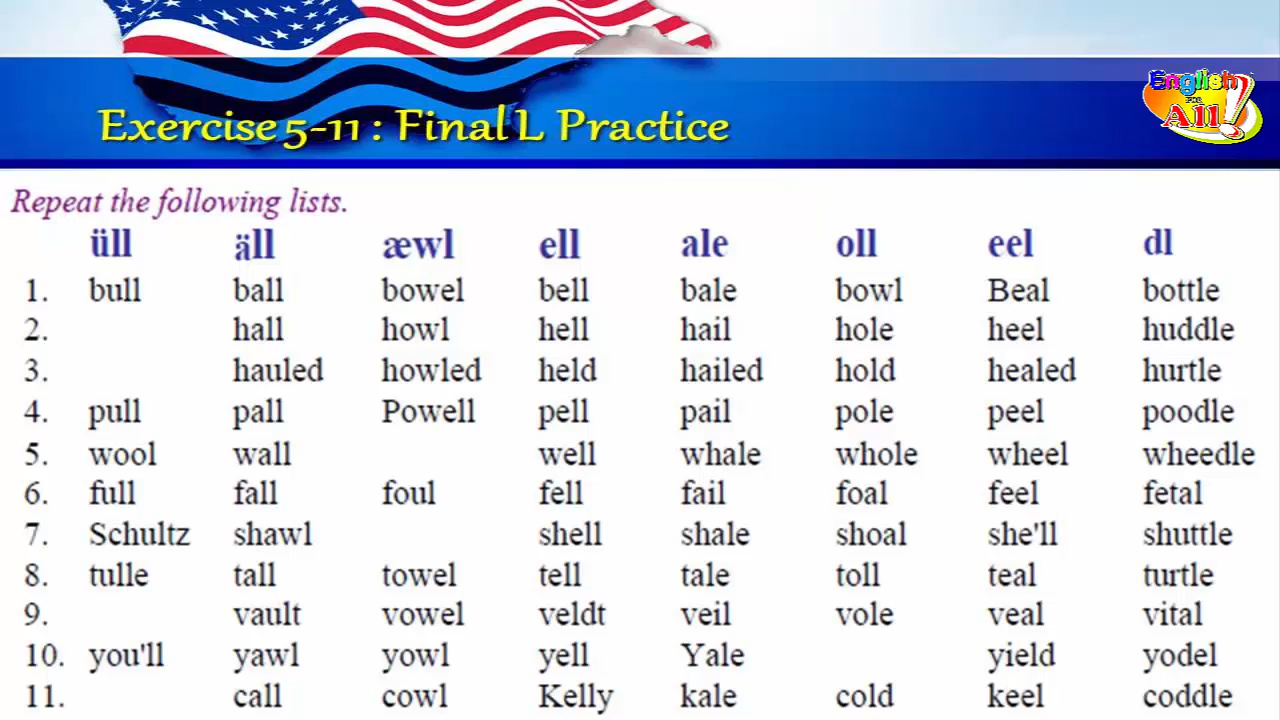 English
FOR
All!
Exercise 5-11 : Final L Practice
Repeat the following lists.
üll äll æwl ell ale oll eel dl
1. bull ball bowel bell bale bowl Beal bottle
2. hall howl hell hail hole heel huddle
3. hauled howled held hailed hold healed hurtle
4. pull pall Powell pell pail pole peel poodle
5. wool wall well whale whole wheel wheedle
6. full fall foul fell fail foal feel fetal
7. Schultz shawl shell shale shoal she'll shuttle
8. tulle tall towel tell tale toll teal turtle
9. vault vowel veldt veil vole veal vital
10. you'll yawl yowl yell Yale yield yodel
11. call cowl Kelly kale cold keel coddle